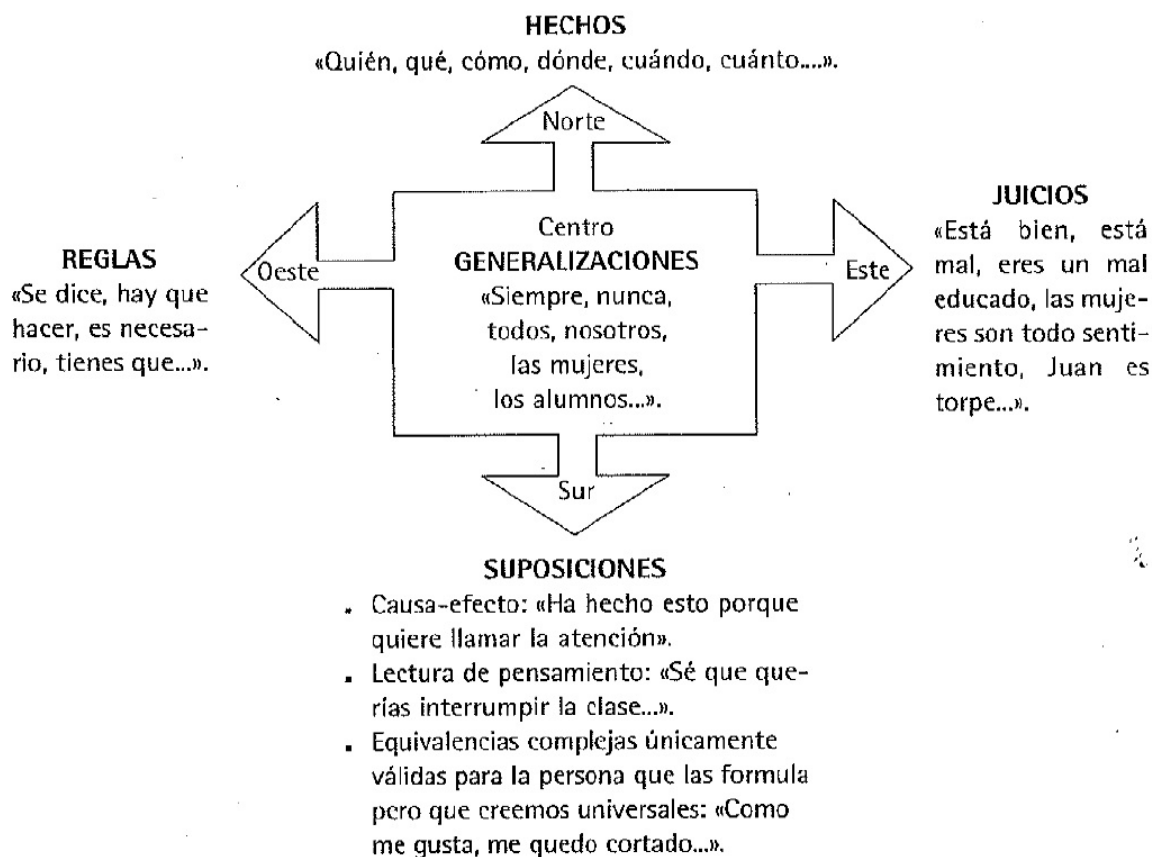 HECHOS
«Quién, qué, cómo, dónde, cuándo, cuánto....».
Norte
Centro
GENERALIZACIONES
«Siempre, nunca,
todos, nosotros,
las mujeres,
los alumnos...».
REGLAS
«Se dice, hay que
hacer, es necesa-
rio, tienes que...».
Oeste
Este
JUICIOS
«Está bien, está
mal, eres un mal
educado, las muje-
res son todo senti-
miento, Juan es
torpe...».
Sur
SUPOSICIONES
. Causa-efecto: «Ha hecho esto porque
quiere llamar la atención».
. Lectura de pensamiento: «Sé que que-
rías interrumpir la clase...».
. Equivalencias complejas únicamente
válidas para la persona que las formula
pero que creemos universales: «Como
me gusta, me quedo cortado...».